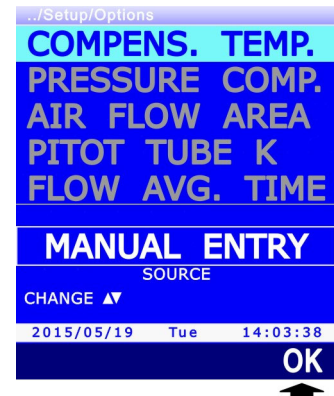 ../Setup/Options
COMPENS. TEMP.
PRESSURE COMP.
AIR FLOW AREA
PITOT TUBE K
FLOW AVG. TIME
MANUAL ENTRY
SOURCE
CHANGE ▲▼
2015/05/19 Tue 14:03:38
OK